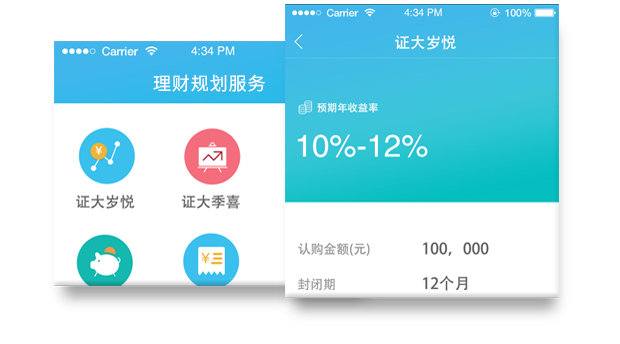 Carrier 4:34 PM
理财规划服务
¥
证大岁悦
证大季喜
¥
Carrier 4:34 PM 100%
证大岁悦
预期年收益率
10%-12%
认购金额(元) 100，000
封闭期 12个月